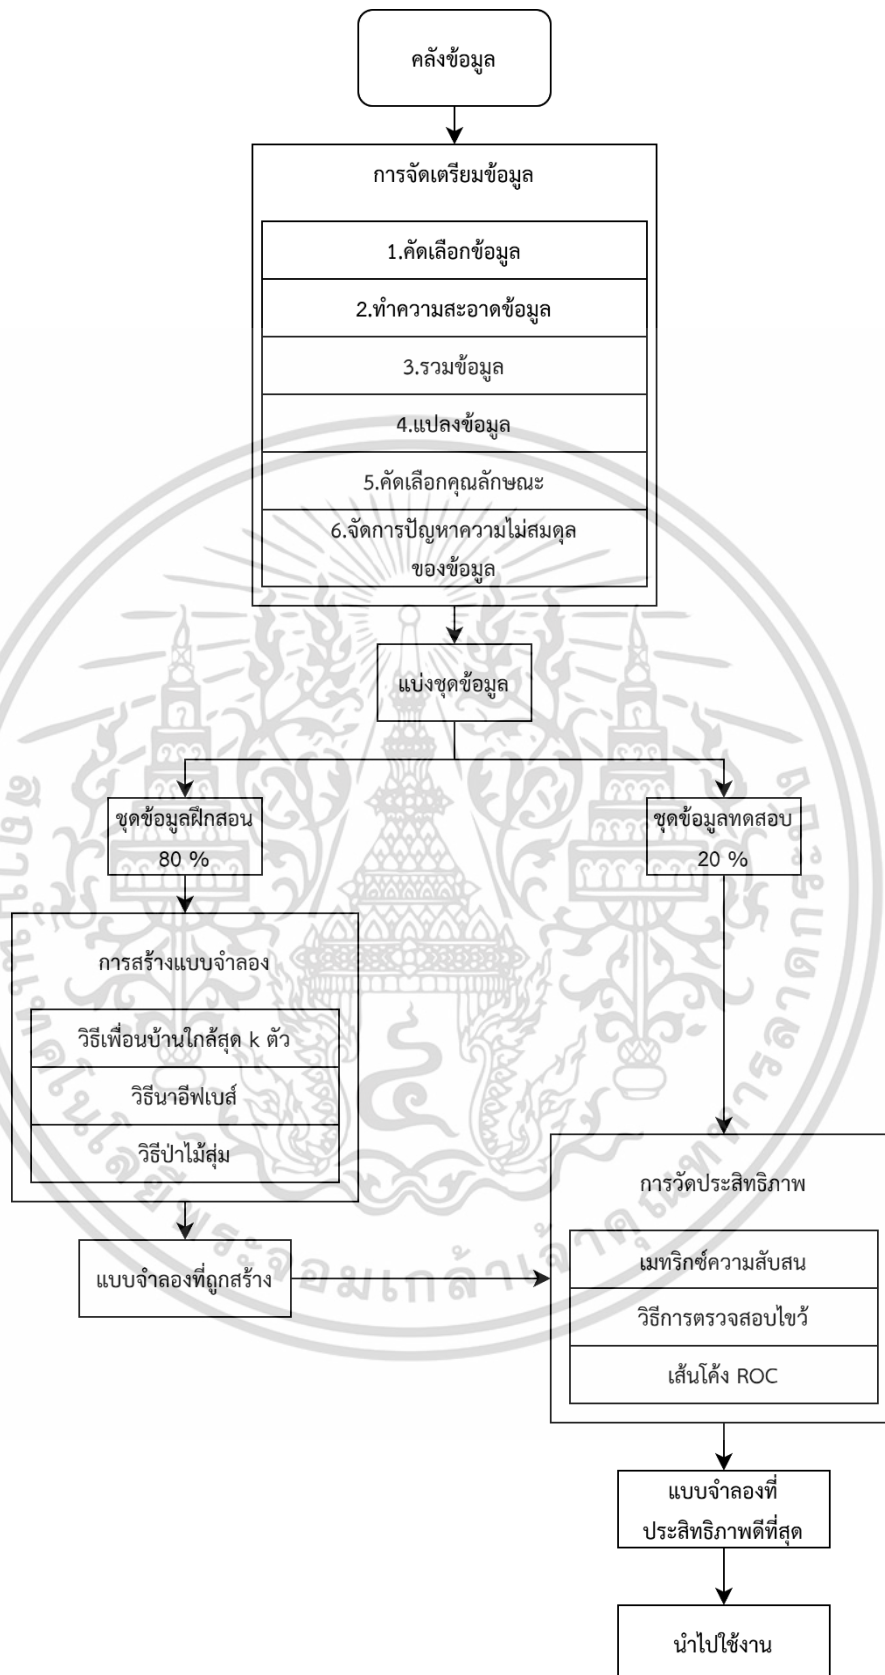 คลังข้อมูล
การจัดเตรียมข้อมูล
1.คัดเลือกข้อมูล
2.ทำความสะอาดข้อมูล
3.รวมข้อมูล
4.แปลงข้อมูล
5.คัดเลือกคุณลักษณะ
6.จัดการปัญหาความไม่สมดุล
ของข้อมูล
แบ่งชุดข้อมูล
ชุดข้อมูลฝึกสอน
80 %
ชุดข้อมูลทดสอบ
20 %
การสร้างแบบจำลอง
วิธีเพื่อนบ้านใกล้สุด k ตัว
วิธีนาอีฟเบส์
วิธีป่าไม้สุ่ม
แบบจำลองที่ถูกสร้าง
การวัดประสิทธิภาพ
เมทริกซ์ความสับสน
วิธีการตรวจสอบไขว้
เส้นโค้ง ROC
แบบจำลองที่
ประสิทธิภาพดีที่สุด
นำไปใช้งาน